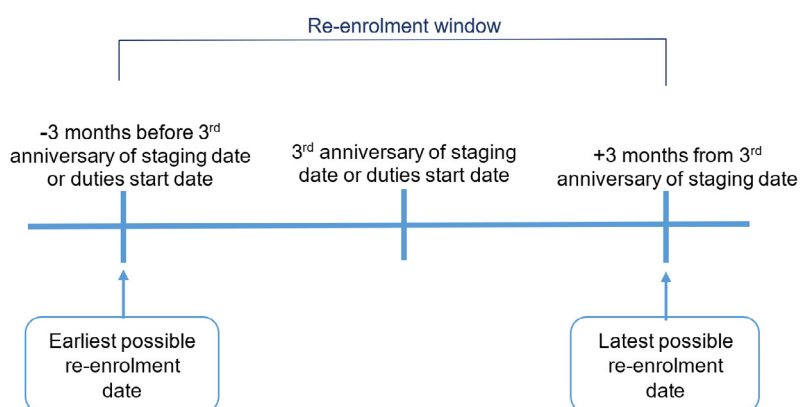 Re-enrolment window
-3 months before 3rd
anniversary of staging date
or duties start date
3rd anniversary of staging
date or duties start date
+3 months from 3rd
anniversary of staging date
Earliest possible
re-enrolment
date
Latest possible
re-enrolment
date